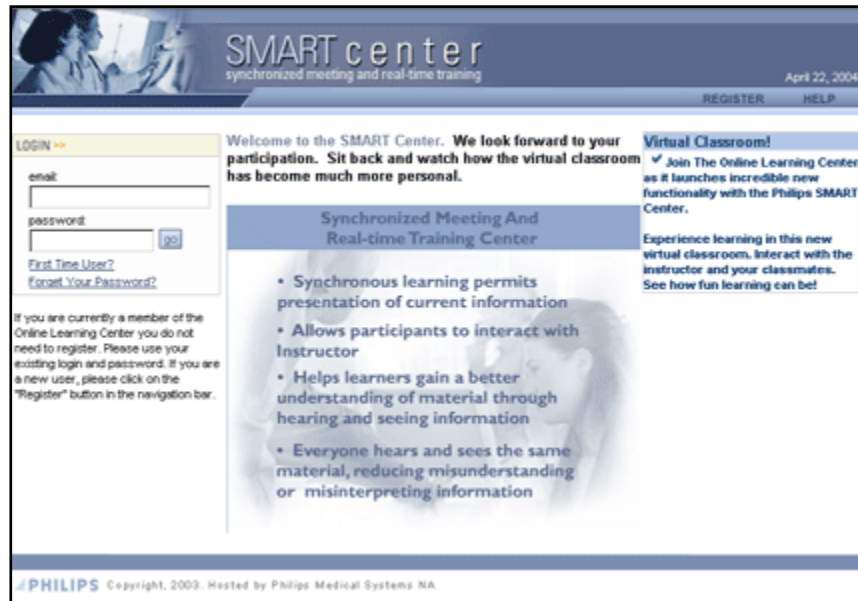 SMART center
synchronized meeting and real-time training
April 22, 2004
REGISTER HELP
LOGIN >>
email:
password:
go
First Time User?
Forget Your Password?
If you are currently a member of the
Online Learning Center you do not
need to register. Please use your
existing login and password. If you are
a new user, please click on the
"Register" button in the navigation bar.
Welcome to the SMART Center. We look forward to your
participation. Sit back and watch how the virtual classroom
has become much more personal.
Synchronized Meeting And
Real-time Training Center
• Synchronous learning permits
presentation of current information
• Allows participants to interact with
Instructor
• Helps learners gain a better
understanding of material through
hearing and seeing information
• Everyone hears and sees the same
material, reducing misunderstanding
or misinterpreting information
Virtual Classroom!
✔ Join The Online Learning Center
as it launches incredible new
functionality with the Philips SMART
Center.
Experience learning in this new
virtual classroom. Interact with the
instructor and your classmates.
See how fun learning can be!
PHILIPS Copyright, 2003. Hosted by Philips Medical Systems NA